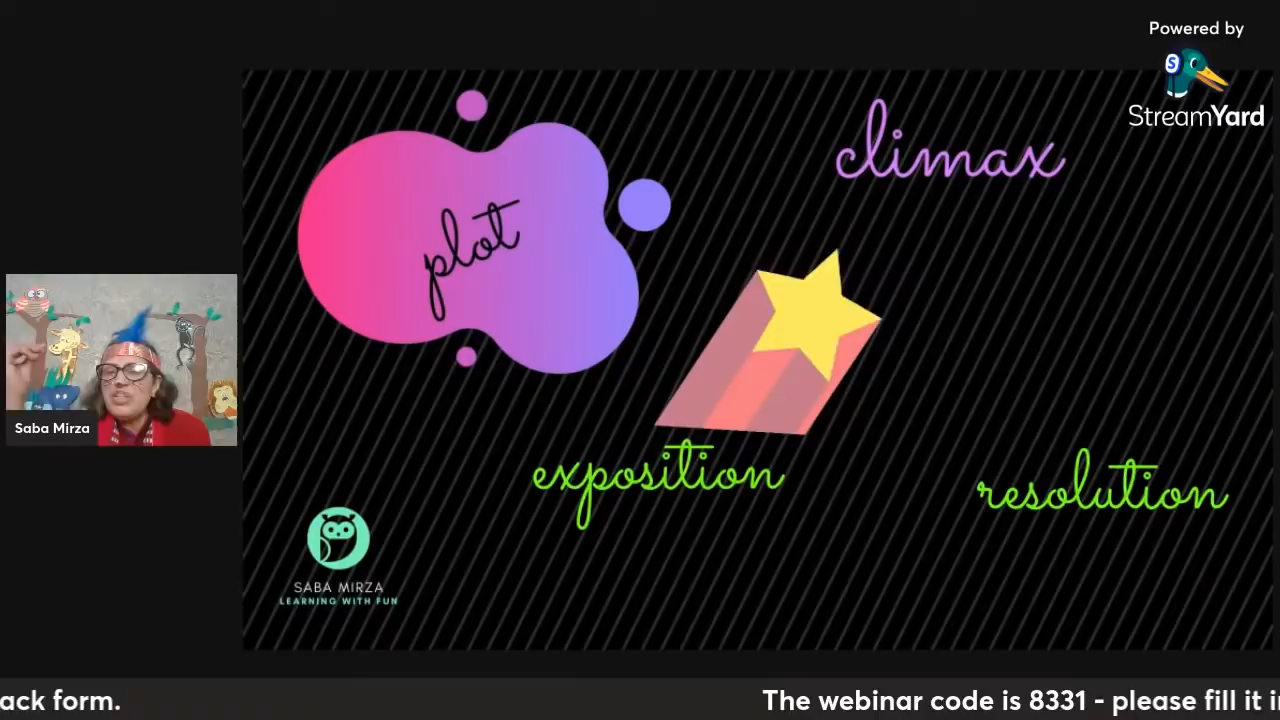 Powered by
S
StreamYard
climax
plot
exposition
resolution
Saba Mirza
SABA MIRZA
LEARNING WITH FUN
ack form.
The webinar code is 8331 - please fill it i